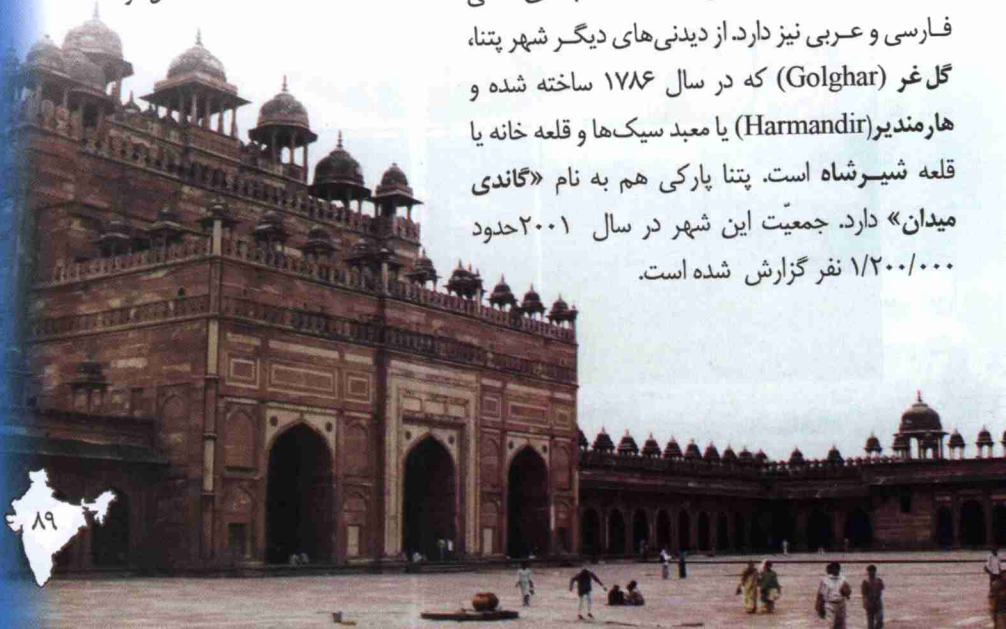 فارسی و عربی نیز دارد. از دیدنی‌های دیگر شهر پتنا،
گل غر (Golghar) که در سال ۱۷۸۶ ساخته شده و
هارمندیر(Harmandir) یا معبد سیک‌ها و قلعه خانه یا
قلعه شیرشاه است. پتنا پارکی هم به نام «گاندی
میدان» دارد. جمعیّت این شهر در سال ۲۰۰۱حدود
۱/۲۰۰/۰۰۰ نفر گزارش شده است.
۸۹